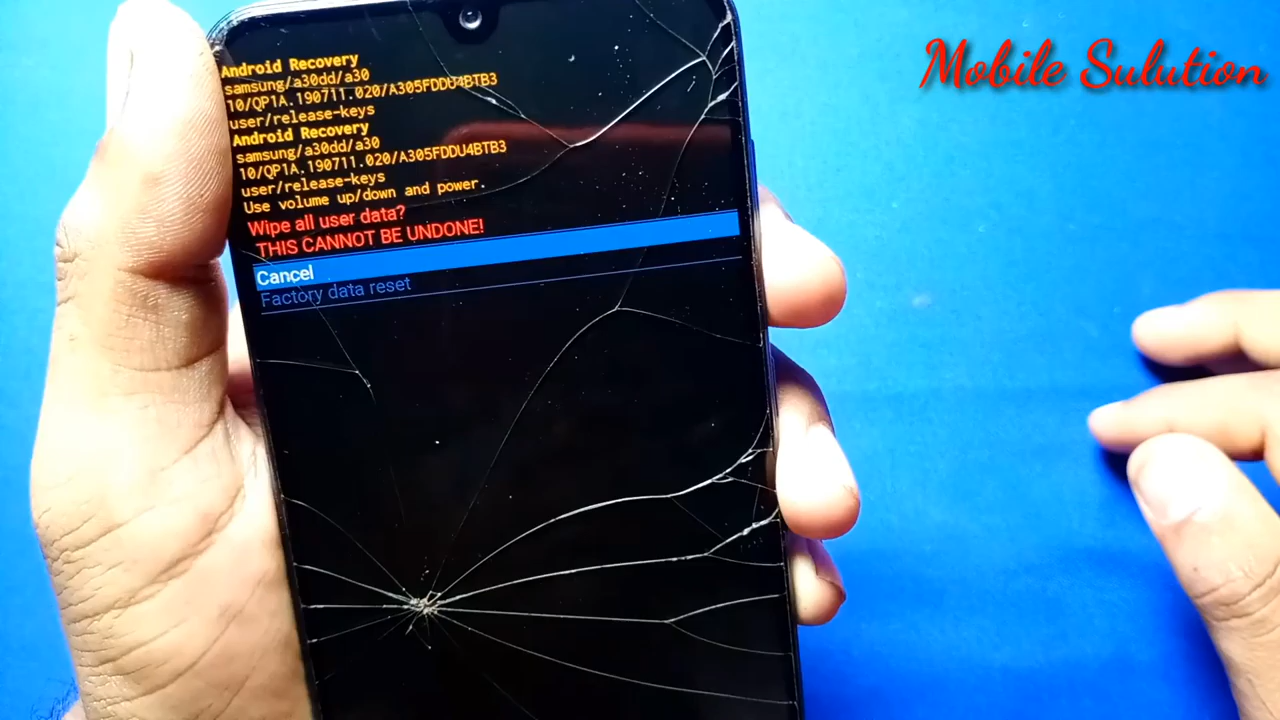 Mobile Sulution
Android Recovery
samsung/a30dd/a30
10/QP1A.190711.020/A305FDDU4BTB3
user/release-keys
Android Recovery
samsung/a30dd/a30
10/QP1A.190711.020/A305FDDU4BTB3
user/release-keys
Use volume up/down and power.
Wipe all user data?
THIS CANNOT BE UNDONE!
Cancel
Factory data reset